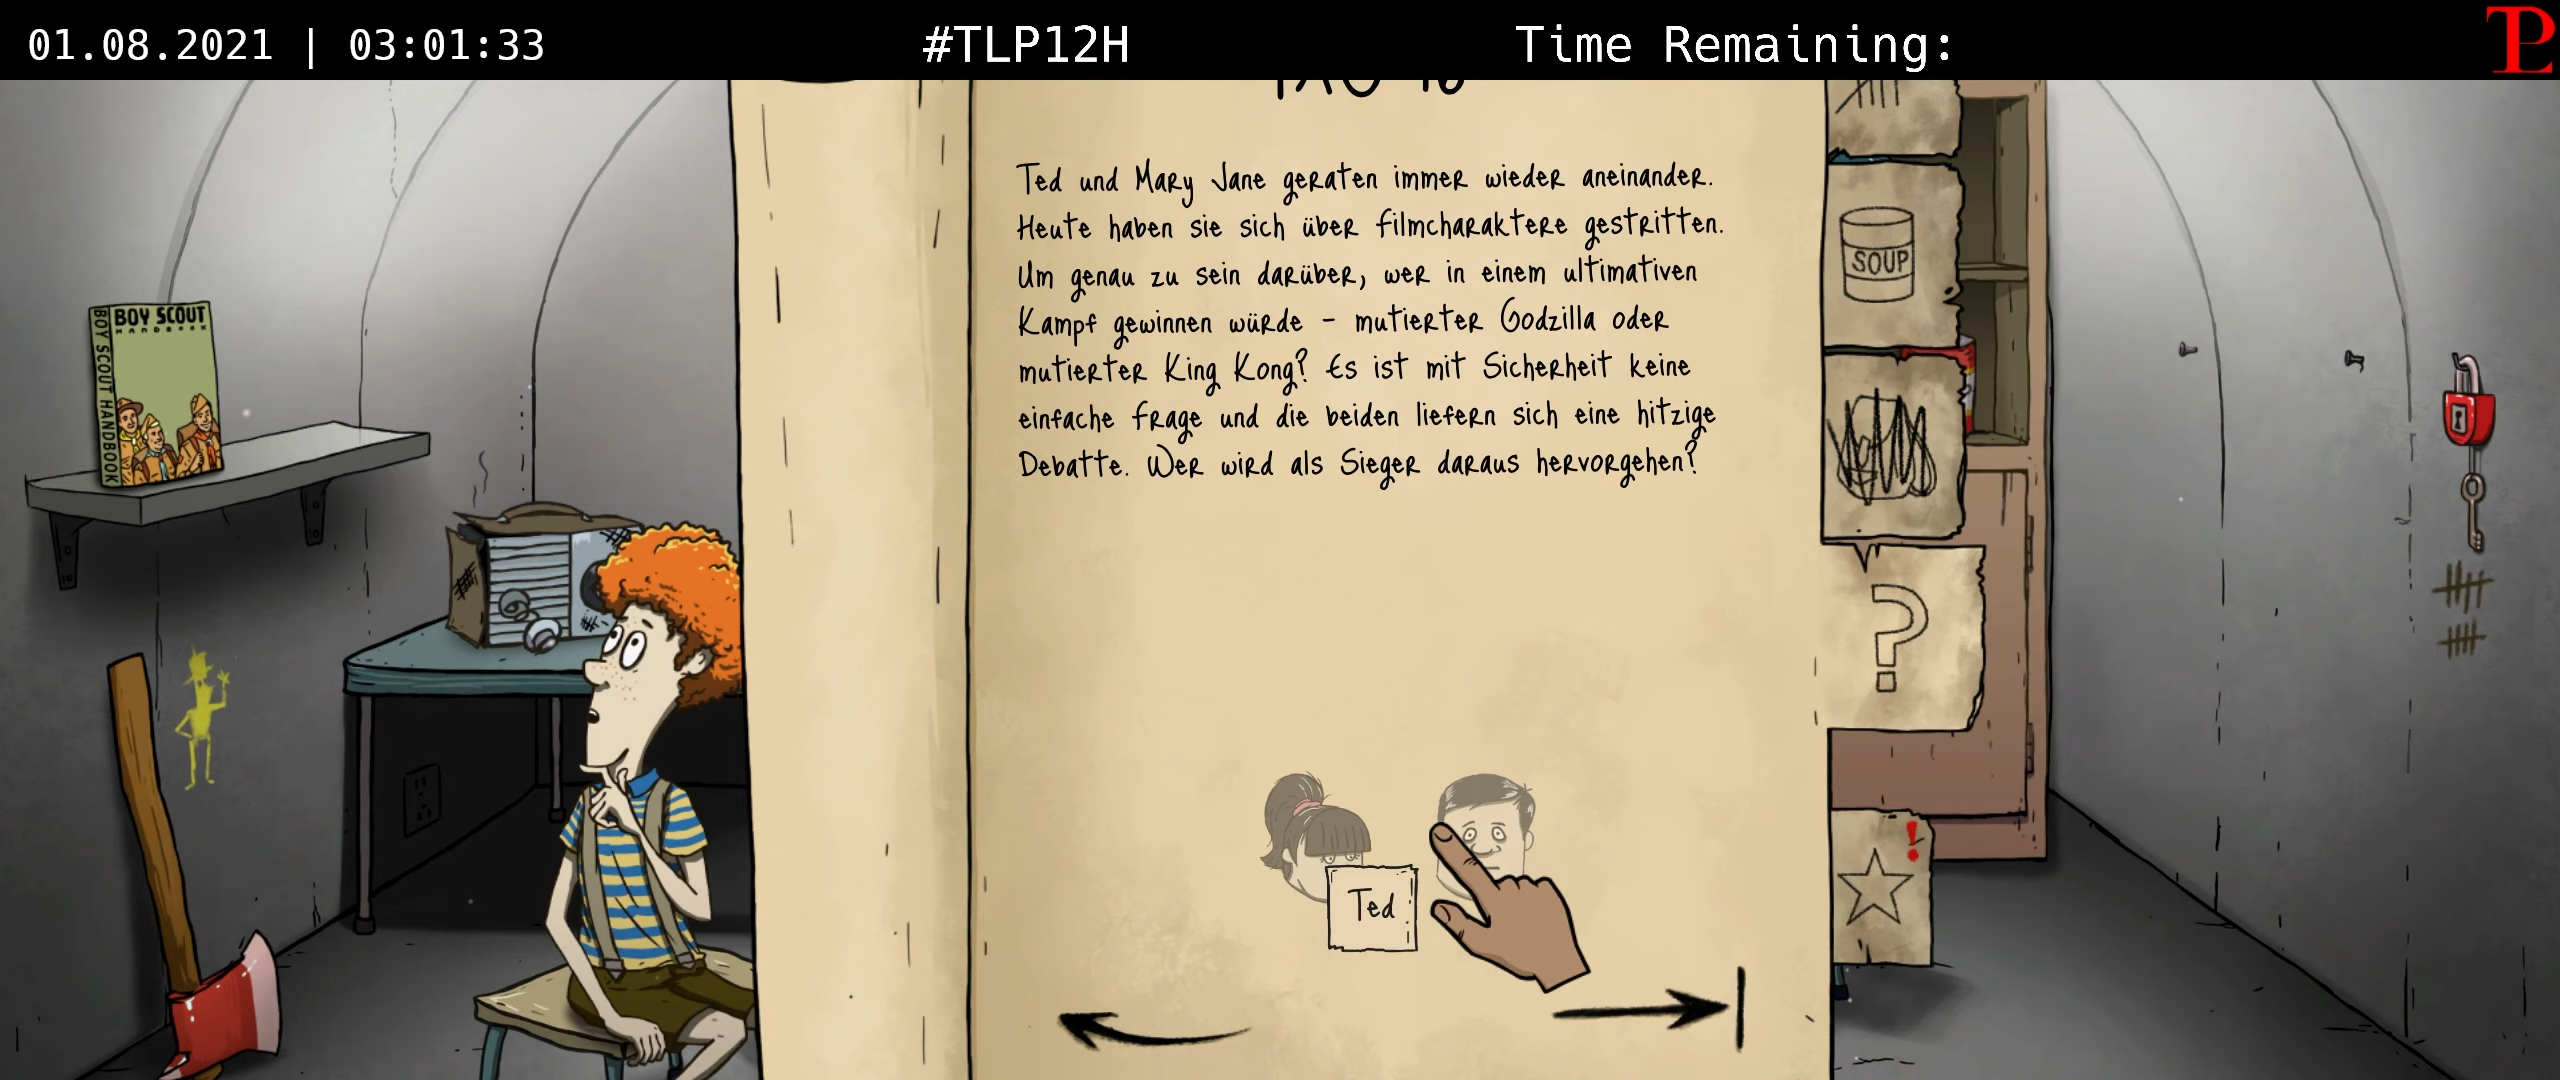 01.08.2021 | 03:01:33
#TLP12H
Time Remaining:
Ted und Mary Jane geraten immer wieder aneinander.
Heute haben sie sich über Filmcharaktere gestritten.
Um genau zu sein darüber, wer in einem ultimativen
Kampf gewinnen würde - mutierter Godzilla oder
mutierter King Kong? Es ist mit Sicherheit keine
einfache Frage und die beiden liefern sich eine hitzige
Debatte. Wer wird als Sieger daraus hervorgehen?
BOY SCOUT
HANDBOOK
BOY SCOUT HANDBOOK
SOUP
?
!
Ted